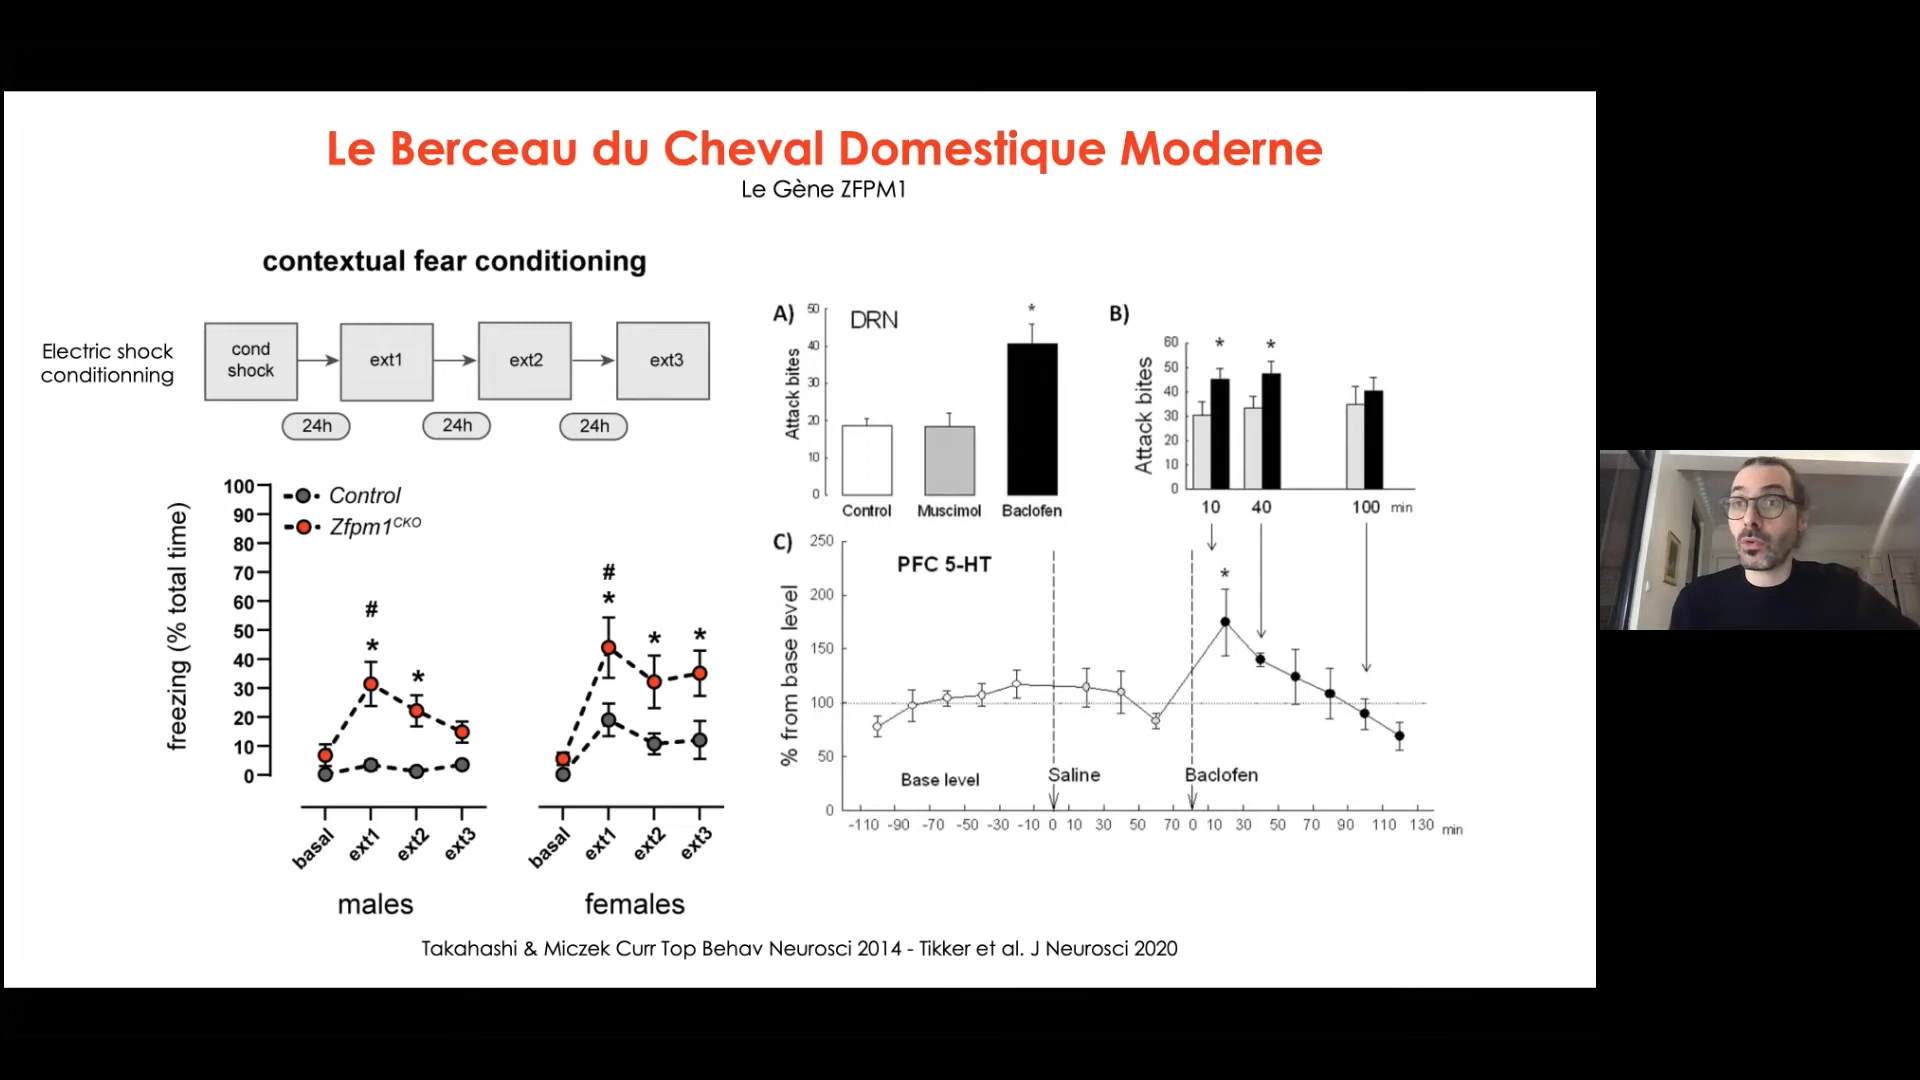 Le Berceau du Cheval Domestique Moderne
Le Gène ZFPM1
contextual fear conditioning
Electric shock
conditionning
cond
shock
ext1
ext2
ext3
24h
24h
24h
freezing (% total time)
100
90
80
70
60
50
40
30
20
10
0
Control
Zfpm1CKO
#
*
*
#
*
*
*
basal
ext1
ext2
ext3
basal
ext1
ext2
ext3
males
females
A)
DRN
Attack bites
50
40
30
20
10
0
*
Control
Muscimol
Baclofen
B)
Attack bites
60
50
40
30
20
10
0
*
*
10
40
100
min
C)
PFC 5-HT
% from base level
250
200
150
100
50
0
*
Base level
Saline
Baclofen
-110 -90 -70 -50 -30 -10 0 10 30 50 70 0 10 30 50 70 90 110 130 min
Takahashi & Miczek Curr Top Behav Neurosci 2014 - Tikker et al. J Neurosci 2020